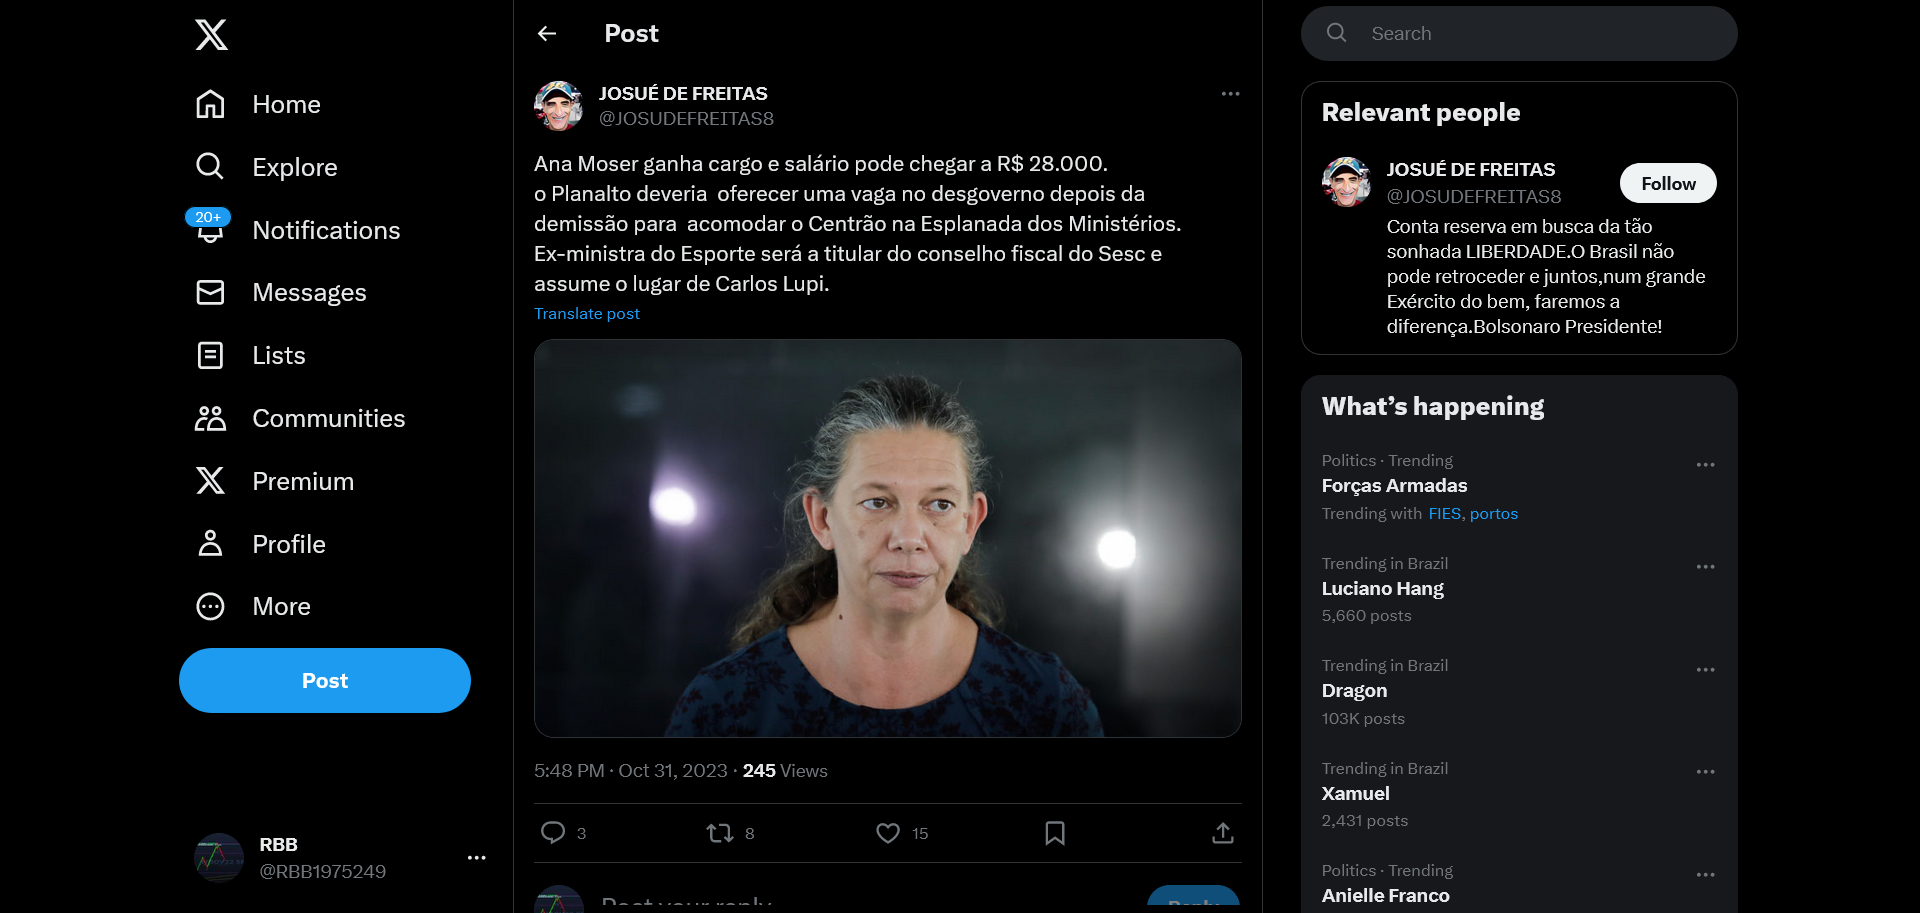 Home
Explore
20+
Notifications
Messages
Lists
Communities
Premium
Profile
More
Post
RBB
@RBB1975249
Post
JOSUÉ DE FREITAS
@JOSUDEFREITAS8
Ana Moser ganha cargo e salário pode chegar a R$ 28.000.
o Planalto deveria  oferecer uma vaga no desgoverno depois da
demissão para  acomodar o Centrão na Esplanada dos Ministérios.
Ex-ministra do Esporte será a titular do conselho fiscal do Sesc e
assume o lugar de Carlos Lupi.
Translate post
5:48 PM · Oct 31, 2023 · 245 Views
3 8 15
Post your reply
Reply
Search
Relevant people
JOSUÉ DE FREITAS
@JOSUDEFREITAS8
Follow
Conta reserva em busca da tão
sonhada LIBERDADE.O Brasil não
pode retroceder e juntos,num grande
Exército do bem, faremos a
diferença.Bolsonaro Presidente!
What's happening
Politics · Trending
Forças Armadas
Trending with FIES, portos
Trending in Brazil
Luciano Hang
5,660 posts
Trending in Brazil
Dragon
103K posts
Trending in Brazil
Xamuel
2,431 posts
Politics · Trending
Anielle Franco